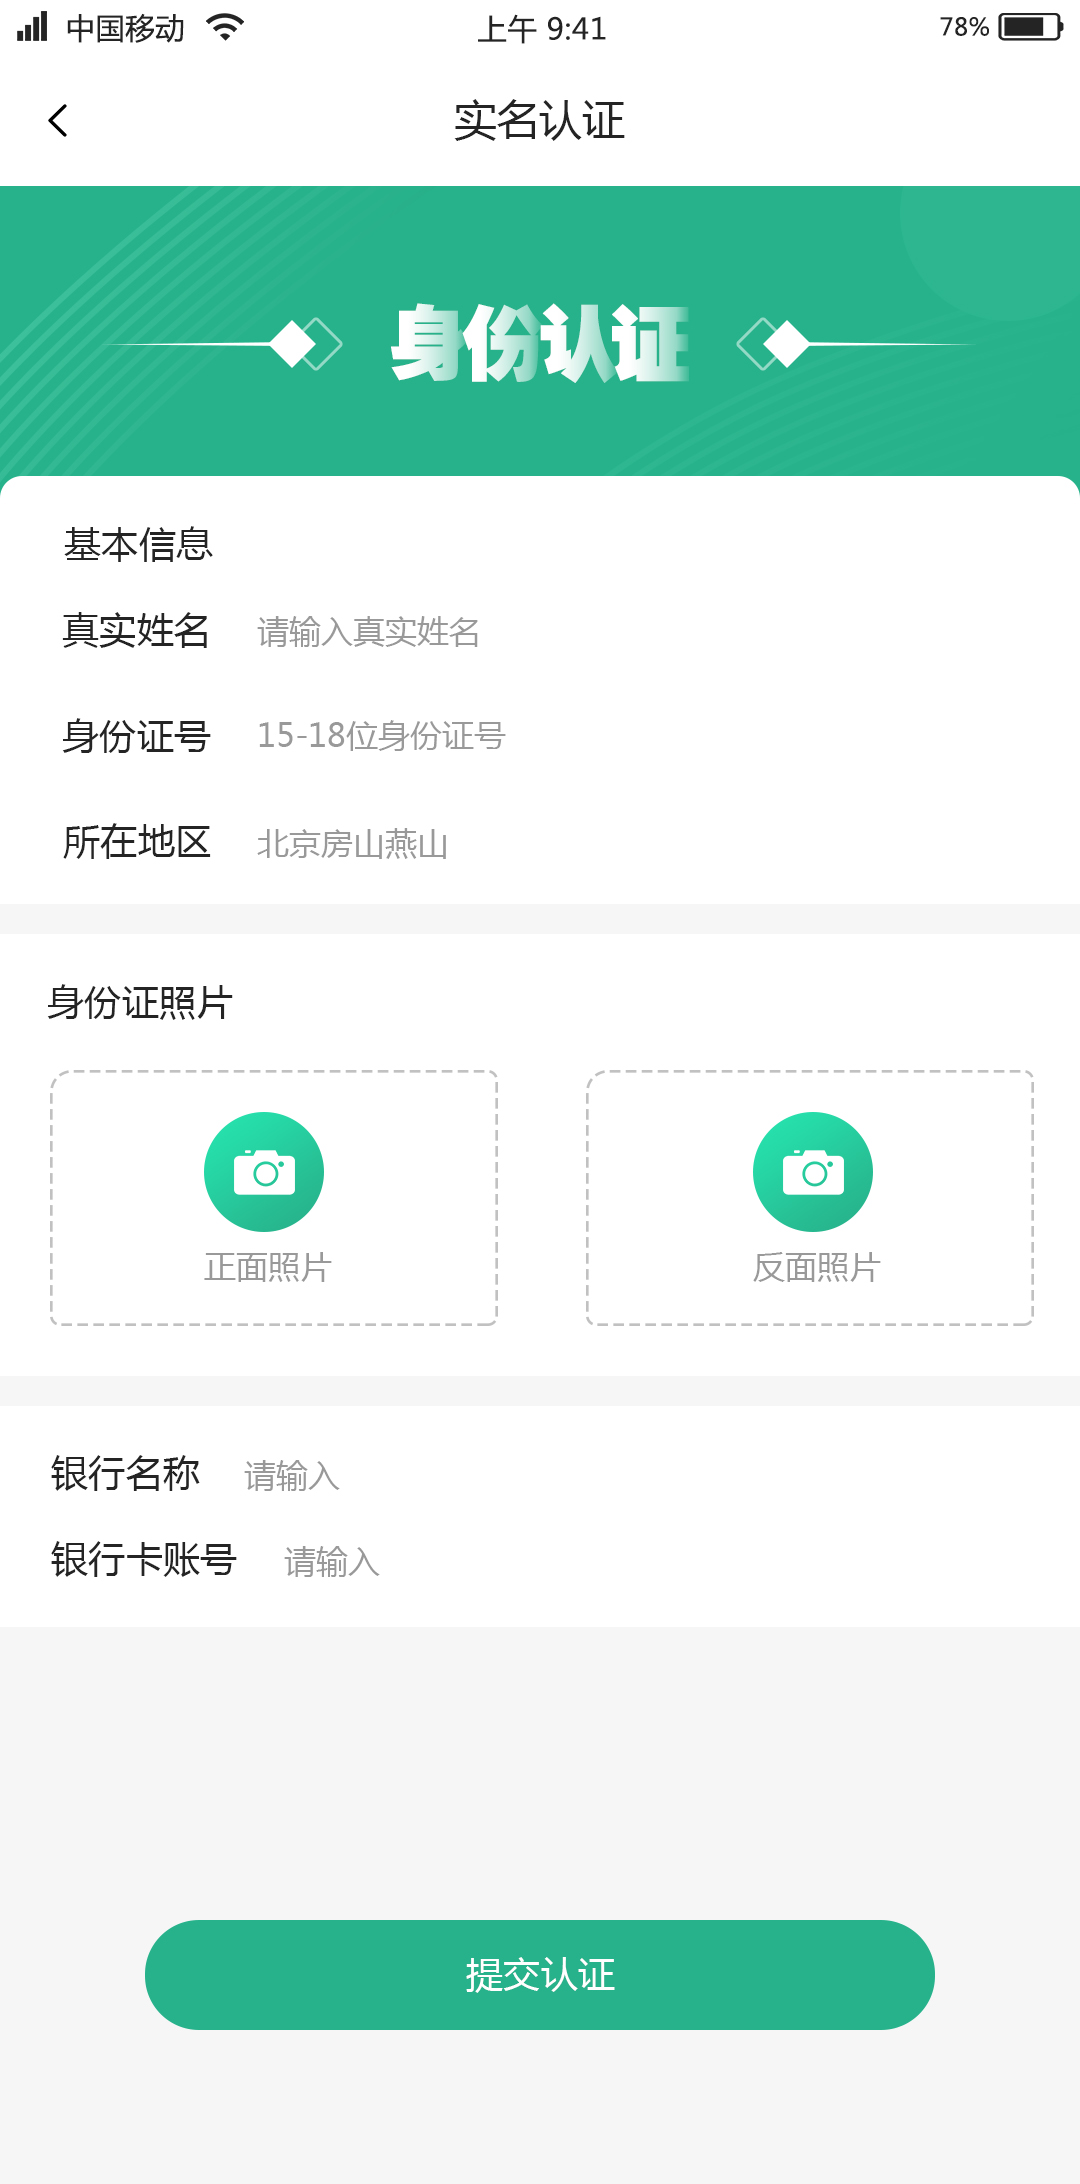 中国移动 上午 9:41 78%
实名认证
身份认证
基本信息
真实姓名 请输入真实姓名
身份证号 15-18位身份证号
所在地区 北京房山燕山
身份证照片
正面照片 反面照片
银行名称 请输入
银行卡账号 请输入
提交认证